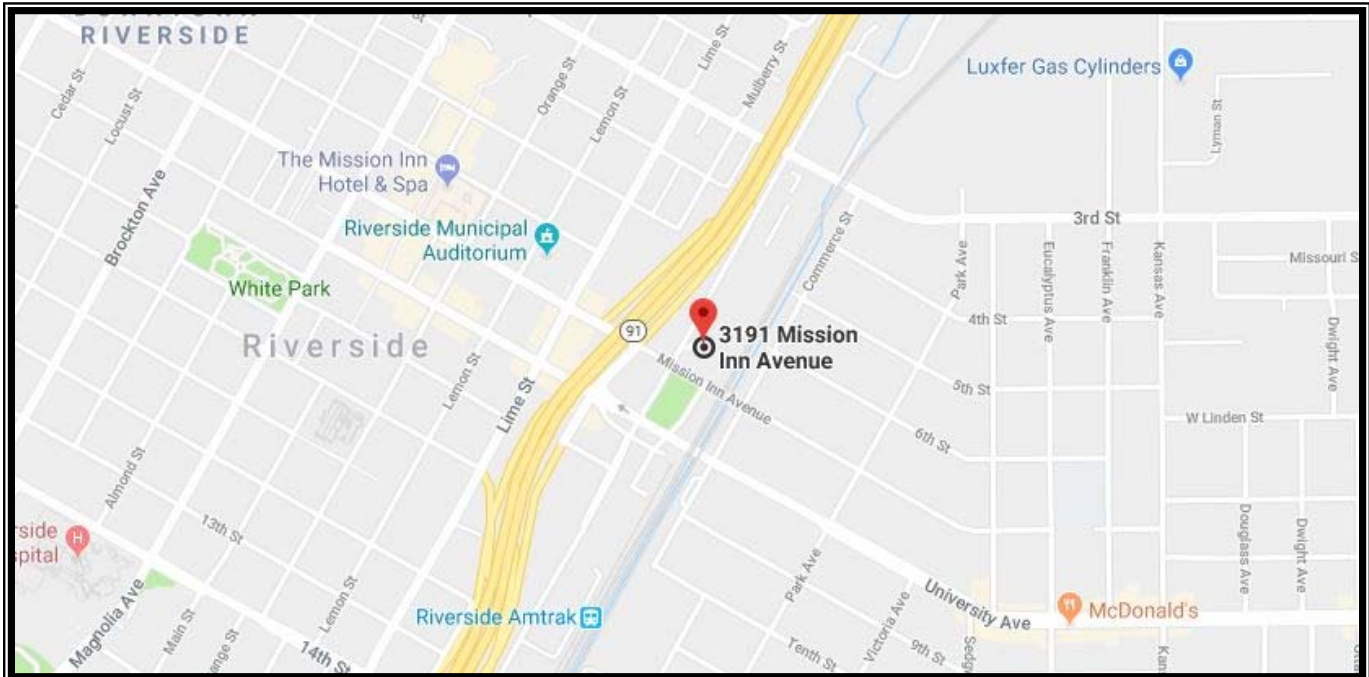 RIVERSIDE
Cedar St
Locust St
Brockton Ave
Orange St
Lemon St
Lime St
Mulberry St
Luxfer Gas Cylinders
Lyman St
The Mission Inn
Hotel & Spa
Riverside Municipal
Auditorium
3rd St
White Park
Commerce St
Park Ave
Eucalyptus Ave
Franklin Ave
Kansas Ave
Missouri S
Riverside
91
3191 Mission
Inn Avenue
4th St
Dwight Ave
Mission Inn Avenue
Lemon St
Lime St
5th St
W Linden St
6th St
Almond St
13th St
rside
spital
H
Douglass Ave
Dwight Ave
Magnolia Ave
Main St
ange St
Lemon St
14th St
Riverside Amtrak
Park Ave
Victoria Ave
University Ave
McDonald's
Tenth St
9th St
Sedgw
Kan